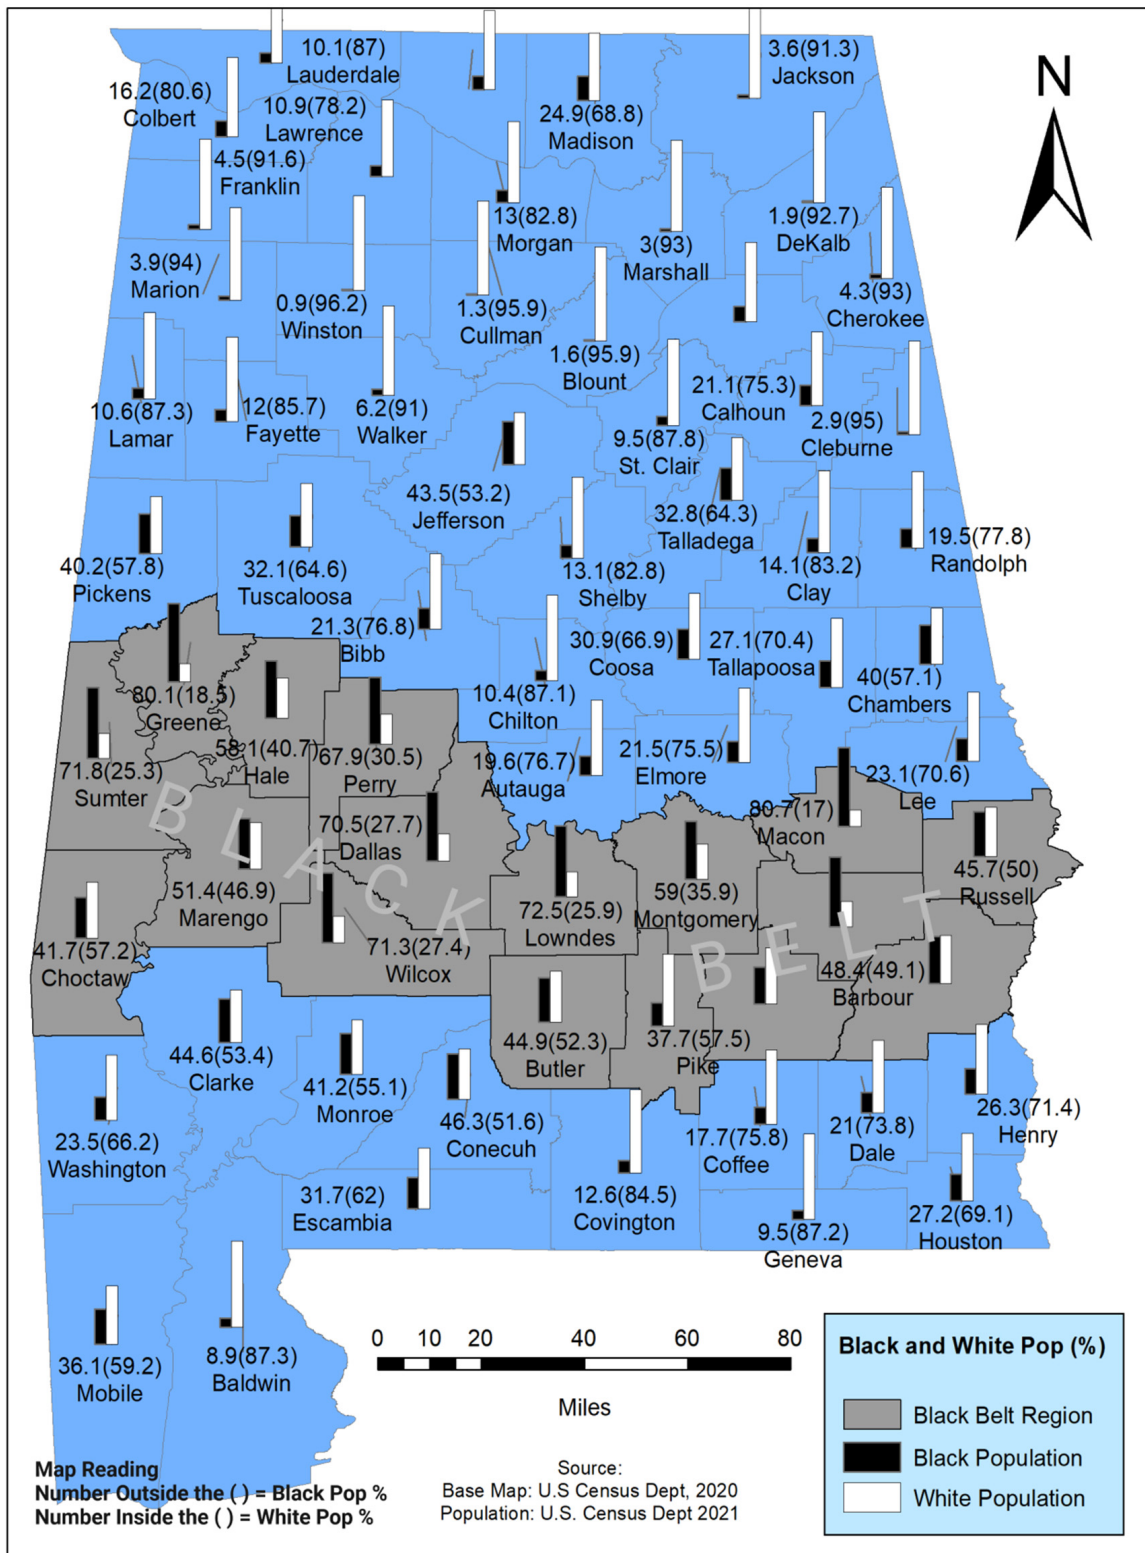 10.1(87)
Lauderdale
3.6(91.3)
Jackson
N
16.2(80.6)
Colbert
10.9(78.2)
Lawrence
24.9(68.8)
Madison
4.5(91.6)
Franklin
13(82.8)
Morgan
3(93)
Marshall
1.9(92.7)
DeKalb
3.9(94)
Marion
0.9(96.2)
Winston
1.3(95.9)
Cullman
4.3(93)
Cherokee
1.6(95.9)
Blount
10.6(87.3)
Lamar
12(85.7)
Fayette
6.2(91)
Walker
21.1(75.3)
Calhoun
2.9(95)
Cleburne
9.5(87.8)
St. Clair
43.5(53.2)
Jefferson
32.8(64.3)
Talladega
19.5(77.8)
Randolph
40.2(57.8)
Pickens
32.1(64.6)
Tuscaloosa
13.1(82.8)
Shelby
14.1(83.2)
Clay
21.3(76.8)
Bibb
30.9(66.9)
Coosa
27.1(70.4)
Tallapoosa
40(57.1)
Chambers
80.1(18.5)
Greene
10.4(87.1)
Chilton
58.1(40.7)
Hale
67.9(30.5)
Perry
19.6(76.7)
Autauga
21.5(75.5)
Elmore
23.1(70.6)
Lee
71.8(25.3)
Sumter
80.7(17)
Macon
BLACK BELT
70.5(27.7)
Dallas
45.7(50)
Russell
51.4(46.9)
Marengo
72.5(25.9)
Lowndes
59(35.9)
Montgomery
41.7(57.2)
Choctaw
71.3(27.4)
Wilcox
48.4(49.1)
Barbour
44.6(53.4)
Clarke
44.9(52.3)
Butler
37.7(57.5)
Pike
41.2(55.1)
Monroe
46.3(51.6)
Conecuh
26.3(71.4)
Henry
23.5(66.2)
Washington
17.7(75.8)
Coffee
21(73.8)
Dale
31.7(62)
Escambia
12.6(84.5)
Covington
27.2(69.1)
Houston
9.5(87.2)
Geneva
36.1(59.2)
Mobile
8.9(87.3)
Baldwin
0 10 20 40 60 80
Miles
Black and White Pop (%)
Black Belt Region
Black Population
White Population
Map Reading
Number Outside the ( ) = Black Pop %
Number Inside the ( ) = White Pop %
Source:
Base Map: U.S Census Dept, 2020
Population: U.S. Census Dept 2021